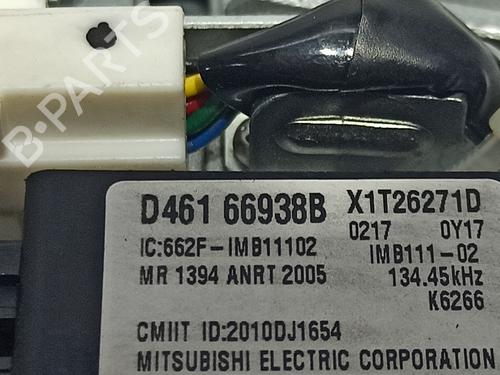 B-PARTS
D461 66938B X1T26271D
0217 0Y17
IC:662F-IMB11102 IMB111-02
MR 1394 ANRT 2005 134.45kHz
K6266
CMIIT ID:2010DJ1654
MITSUBISHI ELECTRIC CORPORATION